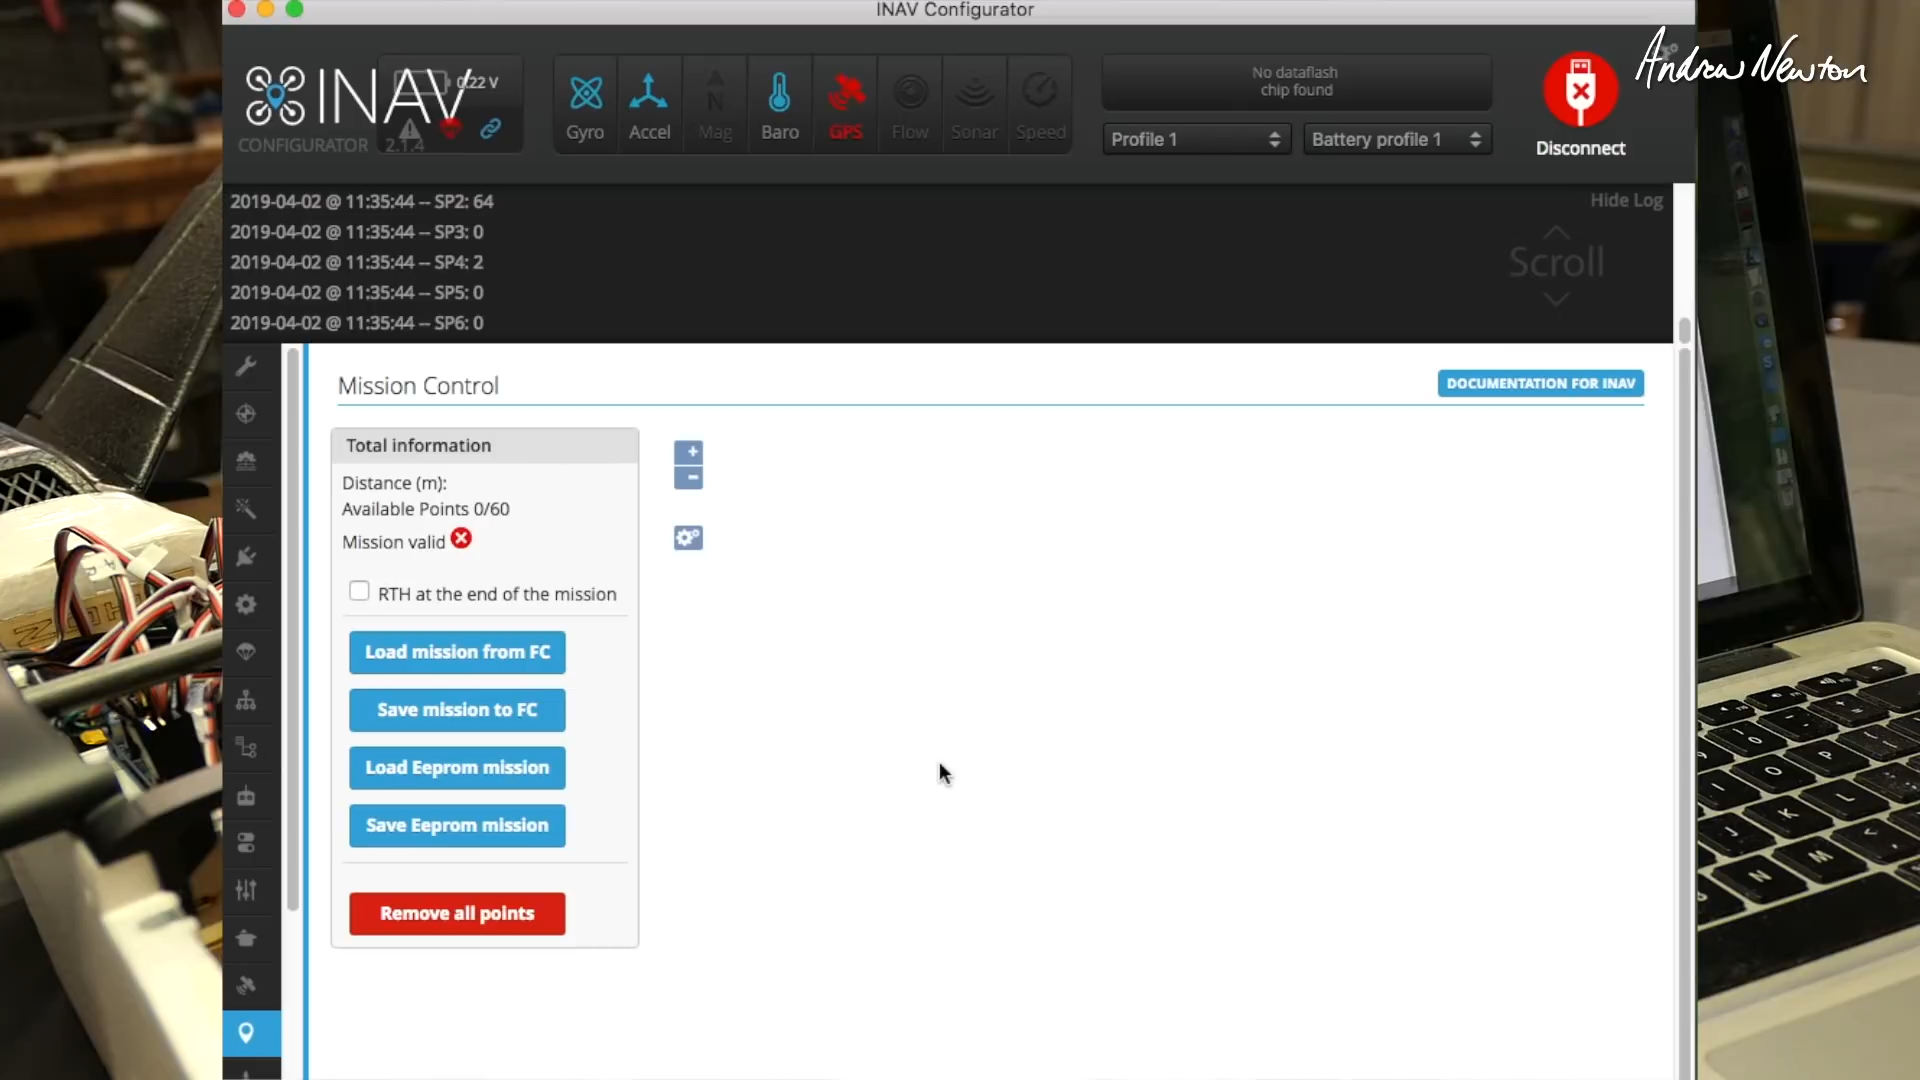 INAV Configurator
Andrew Newton
INAV
CONFIGURATOR 2.1.4
0.22 V
Gyro
Accel
Mag
Baro
GPS
Flow
Sonar
Speed
No dataflash
chip found
Profile 1
Battery profile 1
Disconnect
2019-04-02 @ 11:35:44 -- SP2: 64
2019-04-02 @ 11:35:44 -- SP3: 0
2019-04-02 @ 11:35:44 -- SP4: 2
2019-04-02 @ 11:35:44 -- SP5: 0
2019-04-02 @ 11:35:44 -- SP6: 0
Hide Log
Scroll
Mission Control
DOCUMENTATION FOR INAV
Total information
Distance (m):
Available Points 0/60
Mission valid
RTH at the end of the mission
Load mission from FC
Save mission to FC
Load Eeprom mission
Save Eeprom mission
Remove all points